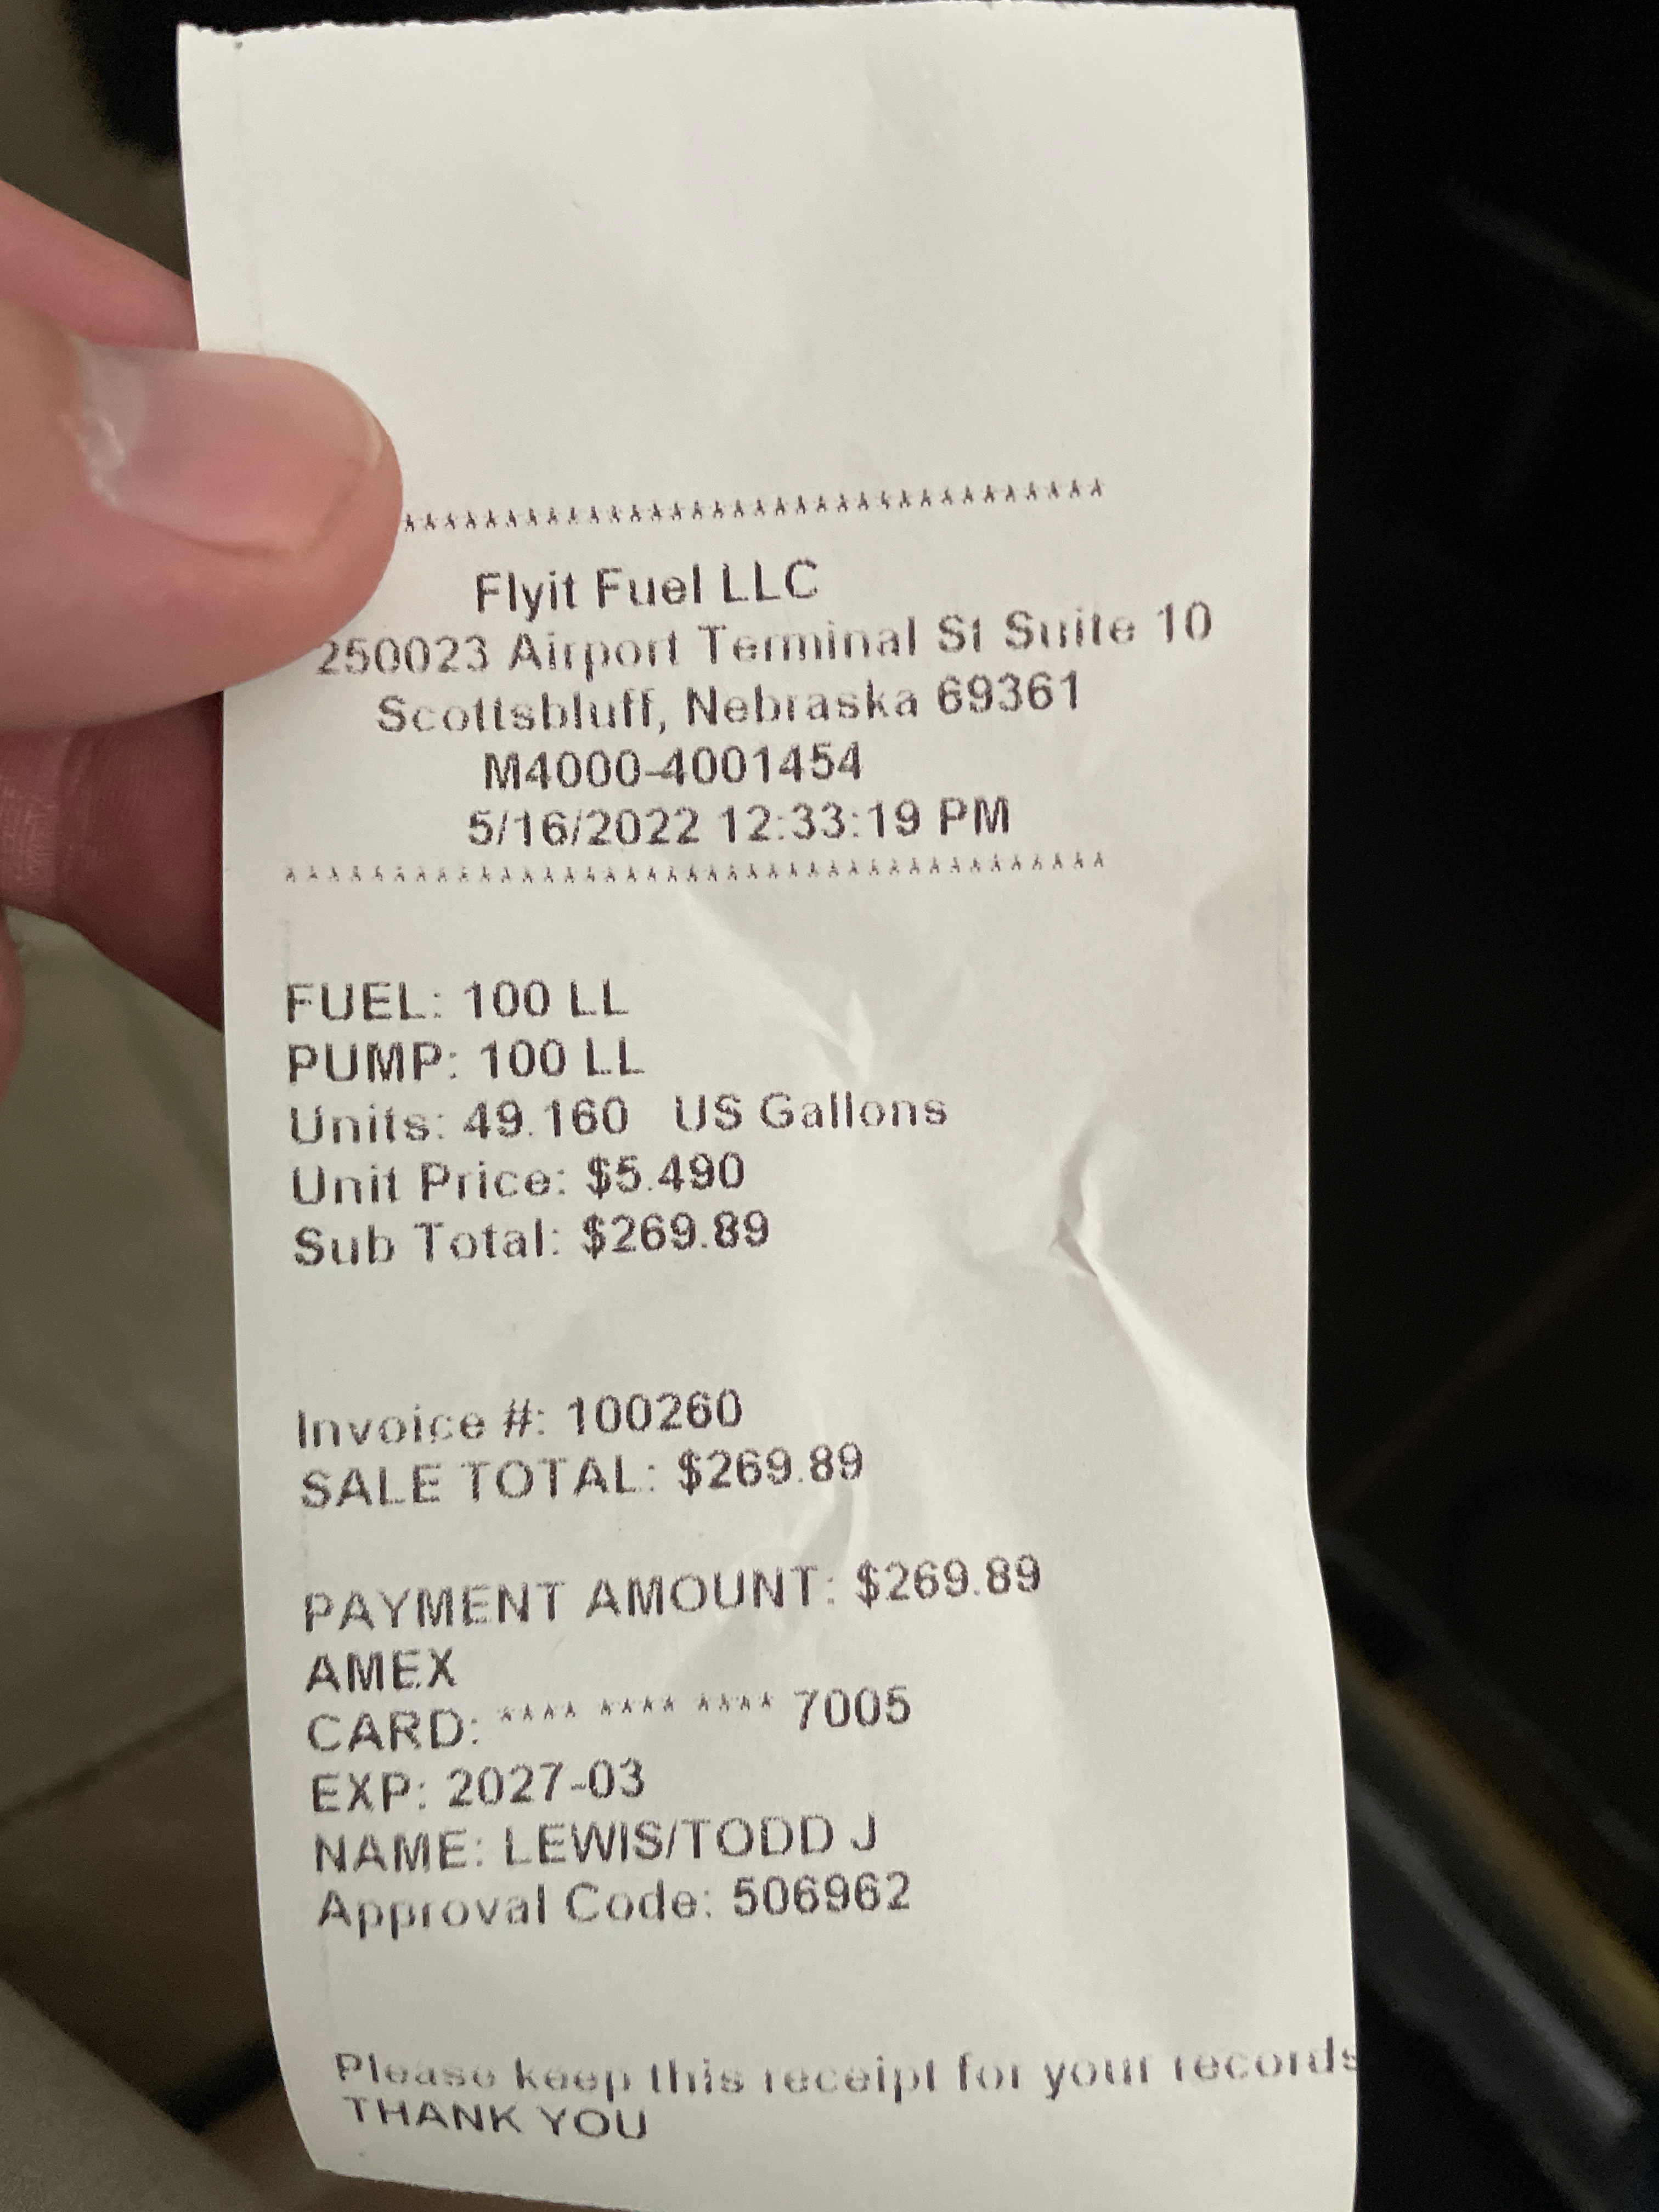 ************************************
Flyit Fuel LLC
250023 Airport Terminal St Suite 10
Scottsbluff, Nebraska 69361
M4000-4001454
5/16/2022 12:33:19 PM
***************************************
FUEL: 100 LL
PUMP: 100 LL
Units: 49.160 US Gallons
Unit Price: $5.490
Sub Total: $269.89
Invoice #: 100260
SALE TOTAL: $269.89
PAYMENT AMOUNT: $269.89
AMEX
CARD: **** **** **** 7005
EXP: 2027-03
NAME: LEWIS/TODD J
Approval Code: 506962
Please keep this receipt for your records
THANK YOU